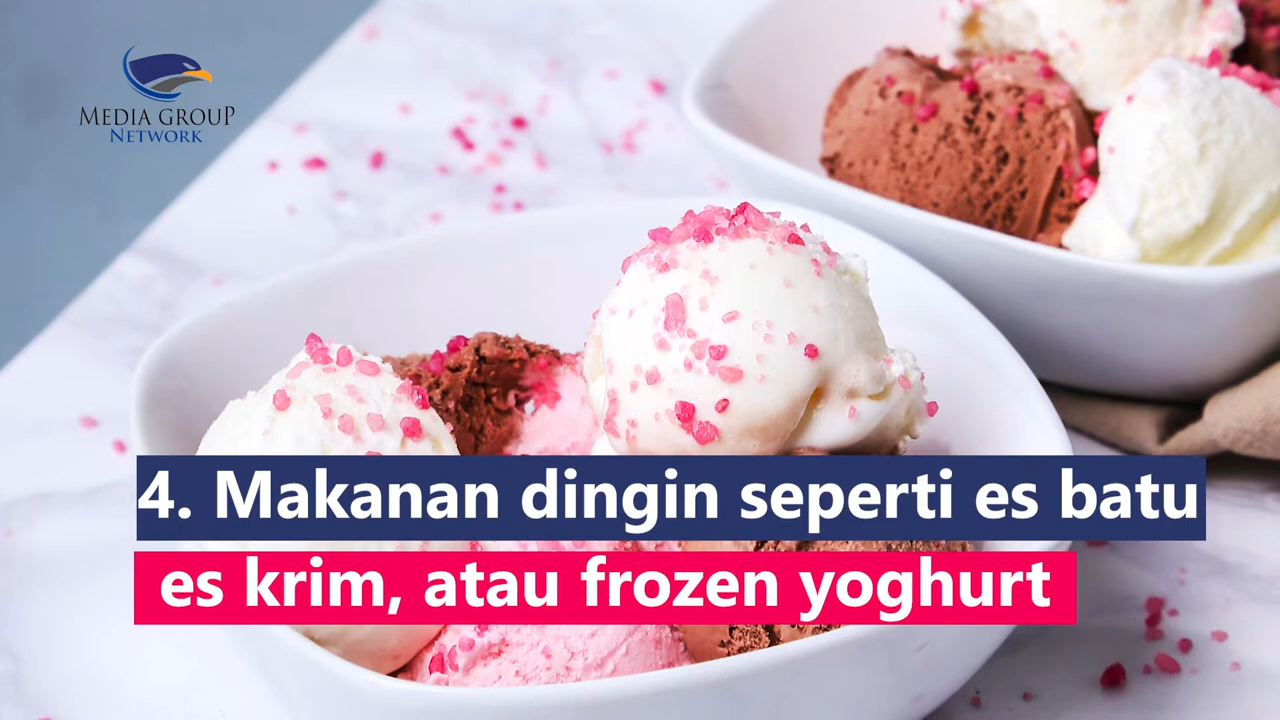 MEDIA GROUP
NETWORK
4. Makanan dingin seperti es batu
es krim, atau frozen yoghurt